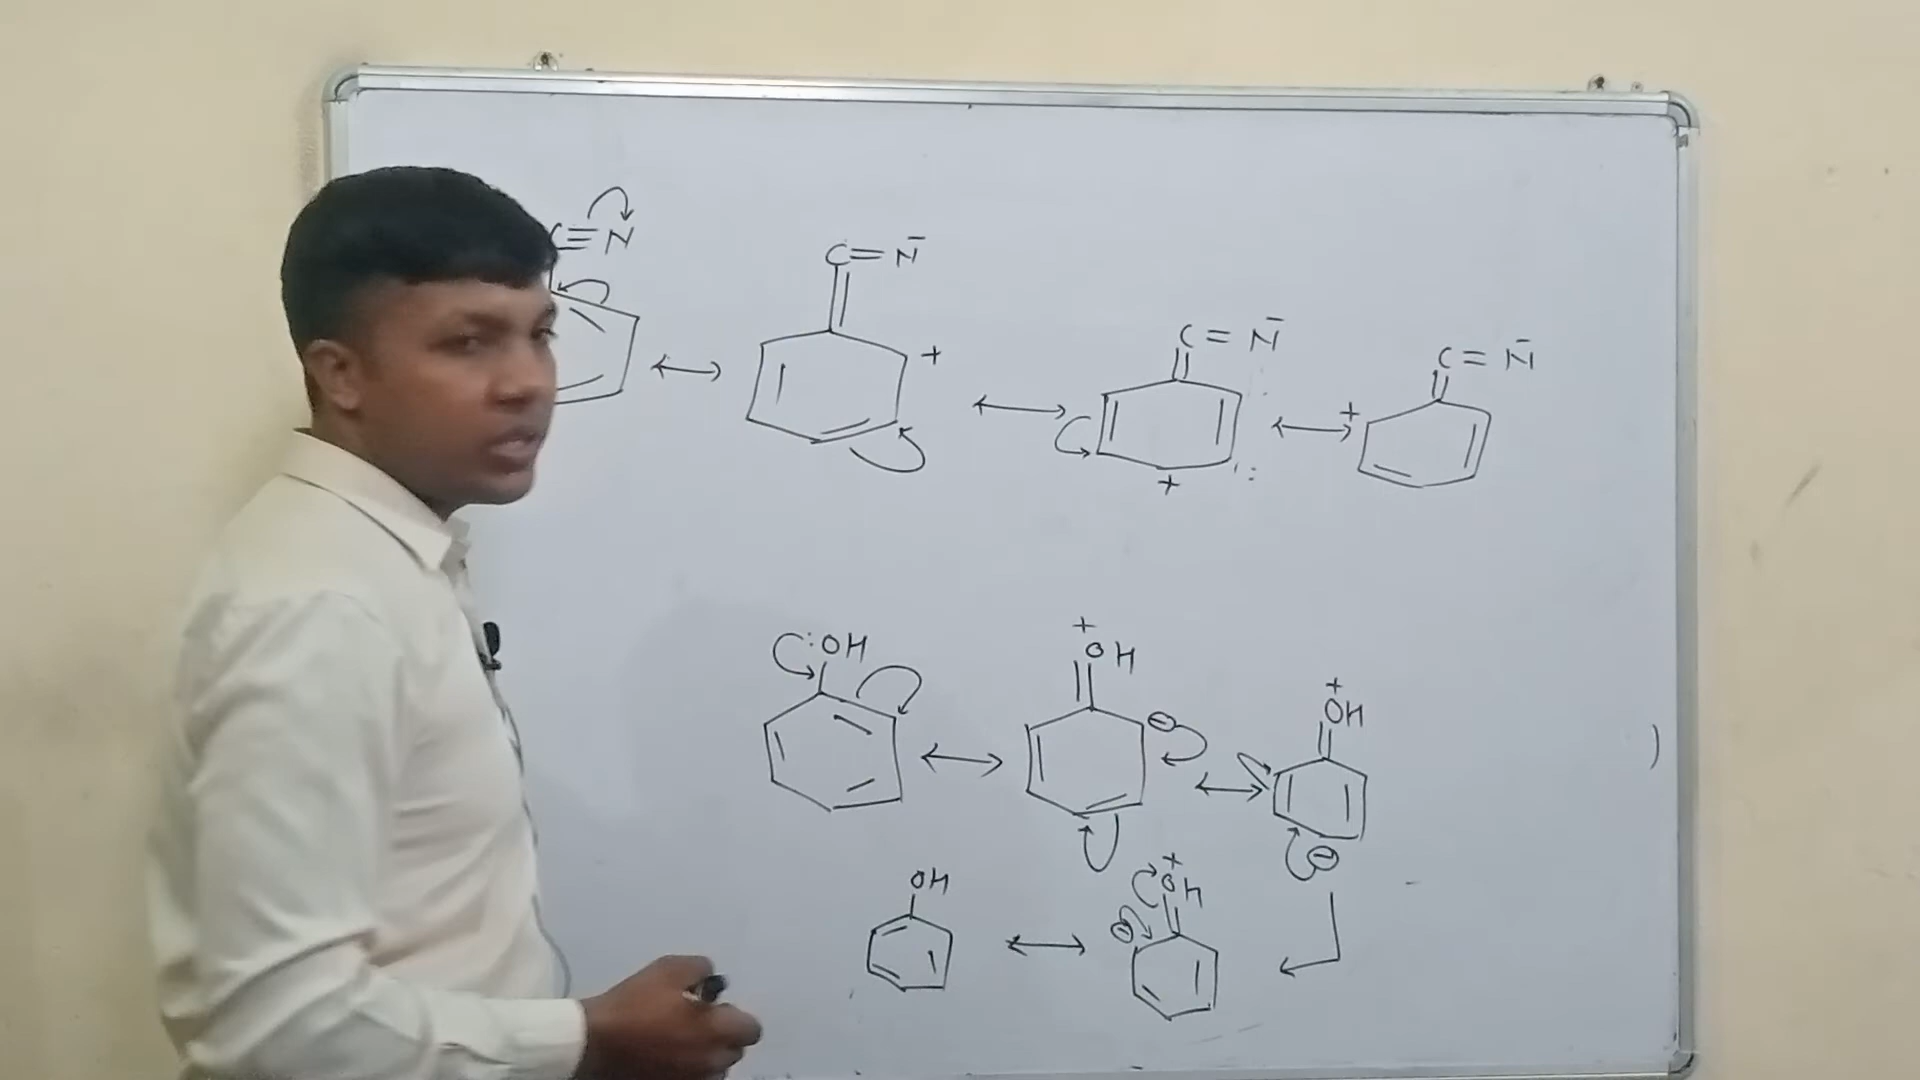 C≡N
C=N̄
+
C=N̄
+
C=N̄
+
:OH
+
OH
⊖
+
OH
⊖
OH
+
OH
⊖